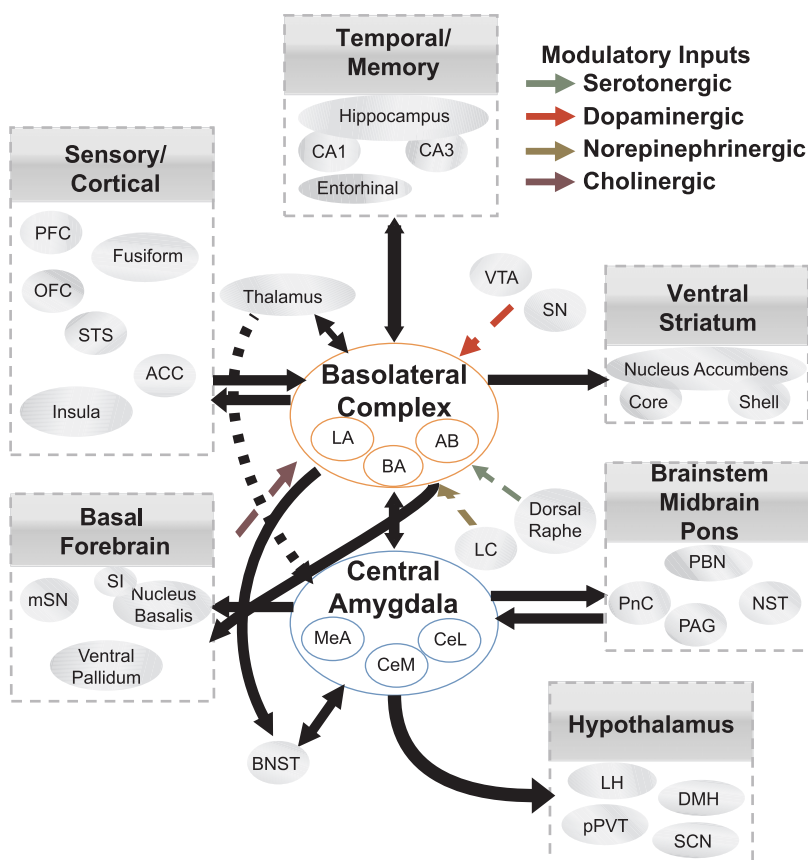 Temporal/
Memory
Hippocampus
CA1
CA3
Entorhinal
Modulatory Inputs
Serotonergic
Dopaminergic
Norepinephrinergic
Cholinergic
Sensory/
Cortical
PFC
Fusiform
OFC
STS
ACC
Insula
Thalamus
VTA
SN
Ventral
Striatum
Nucleus Accumbens
Core
Shell
Basolateral
Complex
LA
AB
BA
Dorsal
Raphe
LC
Brainstem
Midbrain
Pons
PBN
PnC
NST
PAG
Basal
Forebrain
SI
mSN
Nucleus
Basalis
Ventral
Pallidum
Central
Amygdala
MeA
CeL
CeM
BNST
Hypothalamus
LH
DMH
pPVT
SCN